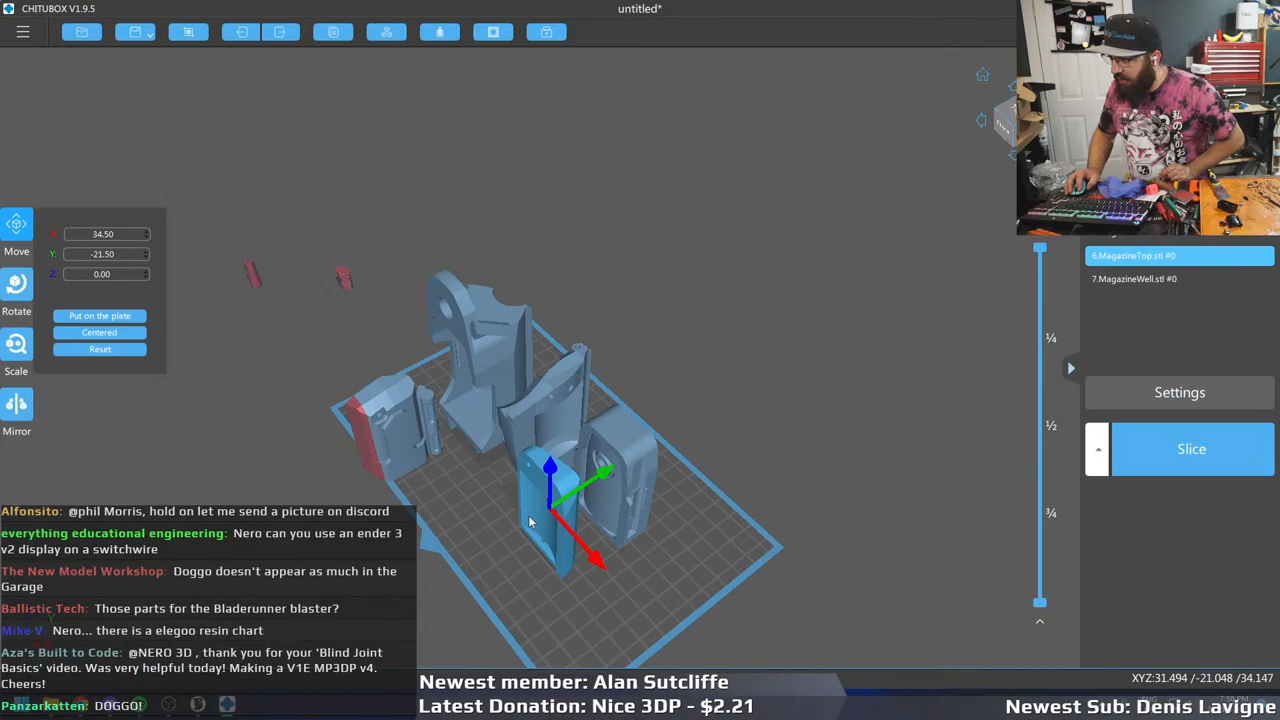 CHITUBOX V1.9.5
untitled*
Move
Rotate
Scale
Mirror
X: 34.50
Y: -21.50
Z: 0.00
Put on the plate
Centered
Reset
6.MagazineTop.stl #0
7.MagazineWell.stl #0
¼
½
¾
Settings
Slice
Alfonsito: @phil Morris, hold on let me send a picture on discord
everything educational engineering: Nero can you use an ender 3
v2 display on a switchwire
The New Model Workshop: Doggo doesn't appear as much in the
Garage
Ballistic Tech: Those parts for the Bladerunner blaster?
Mike V: Nero... there is a elegoo resin chart
Aza's Built to Code: @NERO 3D , thank you for your 'Blind Joint
Basics' video. Was very helpful today! Making a V1E MP3DP v4.
Cheers!
Panzarkatten: DOGGO!
Newest member: Alan Sutcliffe
Latest Donation: Nice 3DP - $2.21
XYZ:31.494 /-21.048 /34.147
Newest Sub: Denis Lavigne